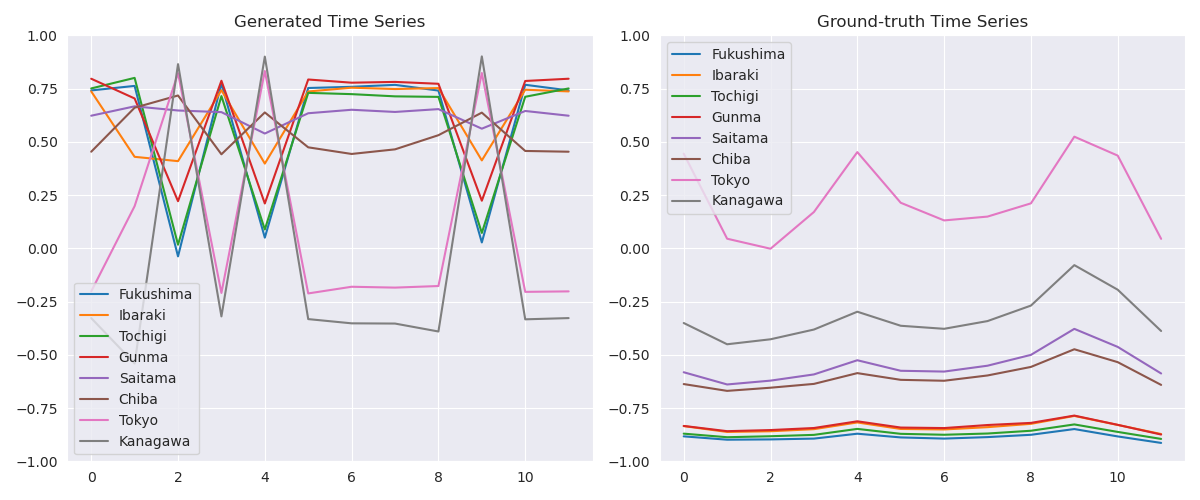 Generated Time Series
1.00
0.75
0.50
0.25
0.00
−0.25
−0.50
−0.75
−1.00
0
2
4
6
8
10
Fukushima
Ibaraki
Tochigi
Gunma
Saitama
Chiba
Tokyo
Kanagawa
Ground-truth Time Series
1.00
0.75
0.50
0.25
0.00
−0.25
−0.50
−0.75
−1.00
0
2
4
6
8
10
Fukushima
Ibaraki
Tochigi
Gunma
Saitama
Chiba
Tokyo
Kanagawa